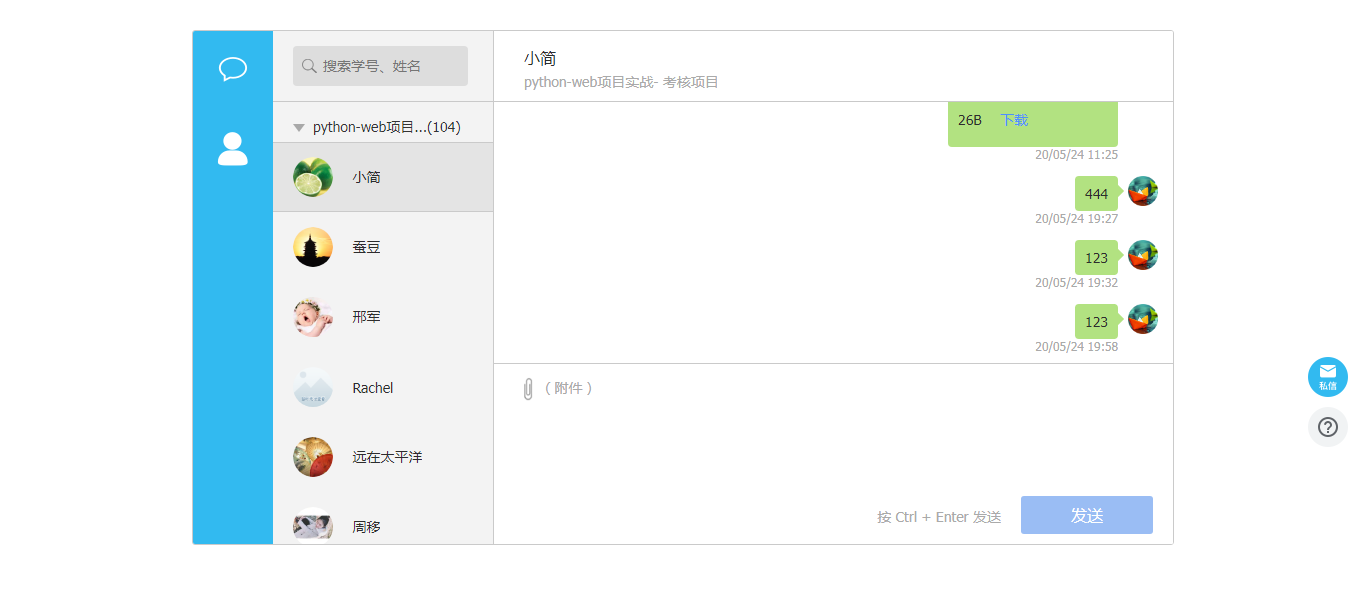 搜索学号、姓名
python-web项目...(104)
小简
蚕豆
邢军
Rachel
远在太平洋
周移
小简
python-web项目实战- 考核项目
26B 下载
20/05/24 11:25
444
20/05/24 19:27
123
20/05/24 19:32
123
20/05/24 19:58
( 附件 )
按 Ctrl + Enter 发送
发送
私信